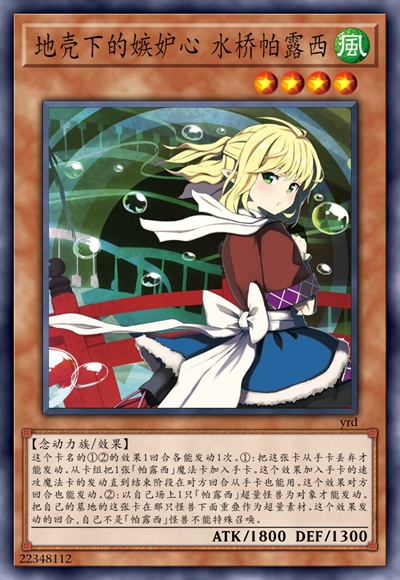 地壳下的嫉妒心 水桥帕露西
風
yrd
【念动力族/效果】
这个卡名的①②的效果1回合各能发动1次。①:把这张卡从手卡丢弃才
能发动。从卡组把1张「帕露西」魔法卡加入手卡。这个效果加入手卡的速
攻魔法卡的发动直到结束阶段在对方回合从手卡也能用。这个效果对方
回合也能发动。②:以自己场上1只「帕露西」超量怪兽为对象才能发动。
把自己的墓地的这张卡在那只怪兽下面重叠作为超量素材。这个效果发
动的回合,自己不是「帕露西」怪兽不能特殊召唤。
ATK/1800 DEF/1300
22348112